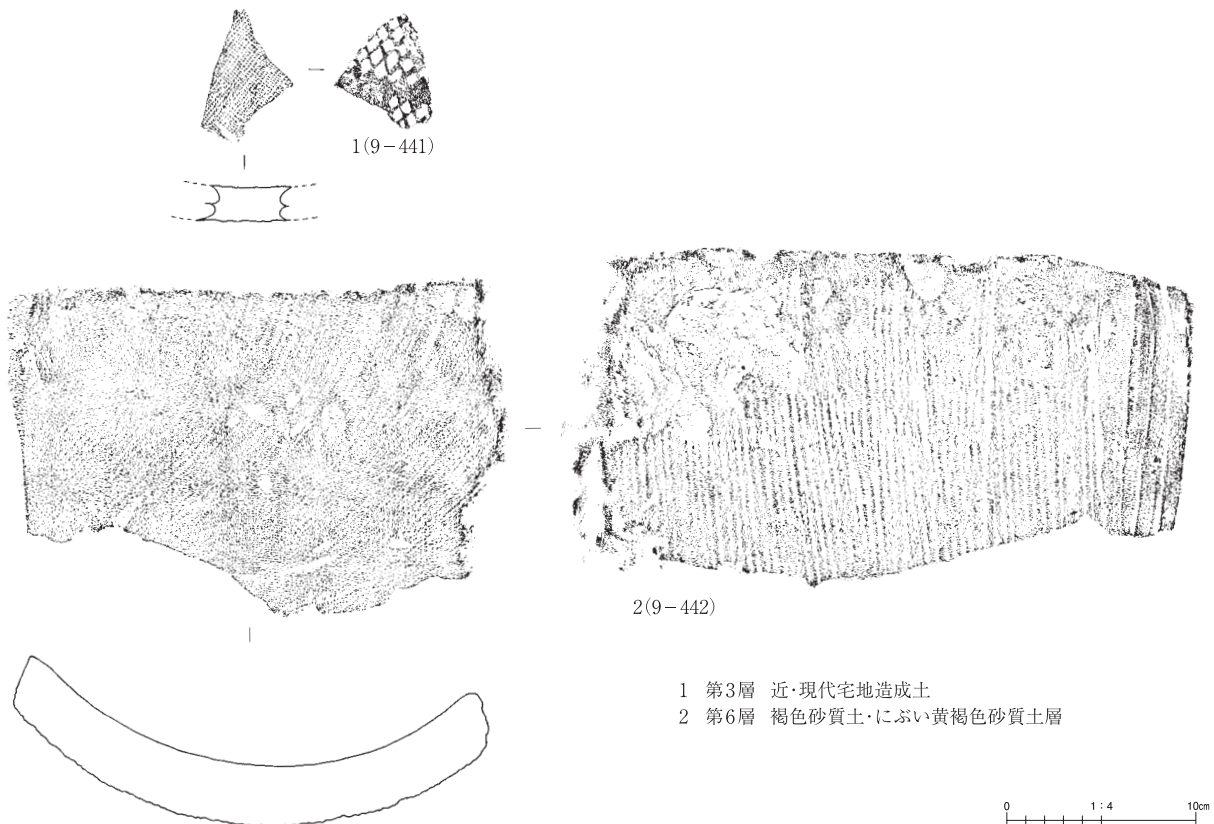 1(9−441)
2(9−442)
1 第3層 近・現代宅地造成土
2 第6層 褐色砂質土・にぶい黄褐色砂質土層
0 1:4 10cm